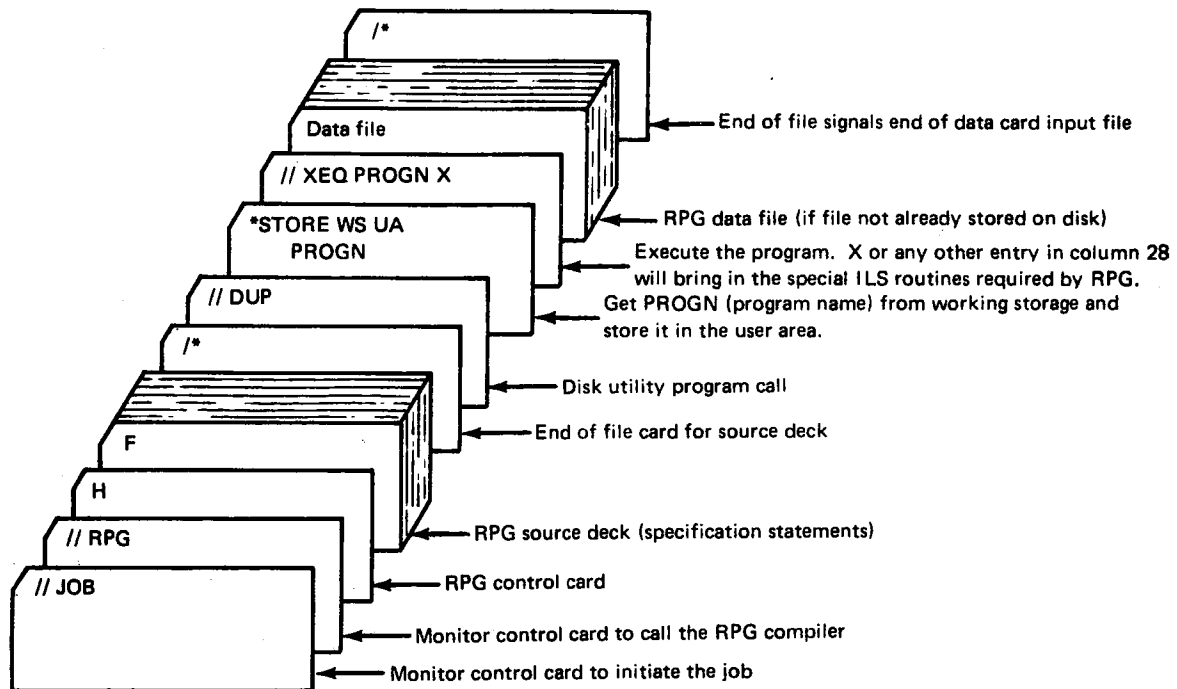 /*
End of file signals end of data card input file
Data file
// XEQ PROGN X
RPG data file (if file not already stored on disk)
*STORE WS UA
PROGN
Execute the program. X or any other entry in column 28
will bring in the special ILS routines required by RPG.
// DUP
Get PROGN (program name) from working storage and
store it in the user area.
/*
Disk utility program call
F
End of file card for source deck
H
RPG source deck (specification statements)
// RPG
RPG control card
// JOB
Monitor control card to call the RPG compiler
Monitor control card to initiate the job